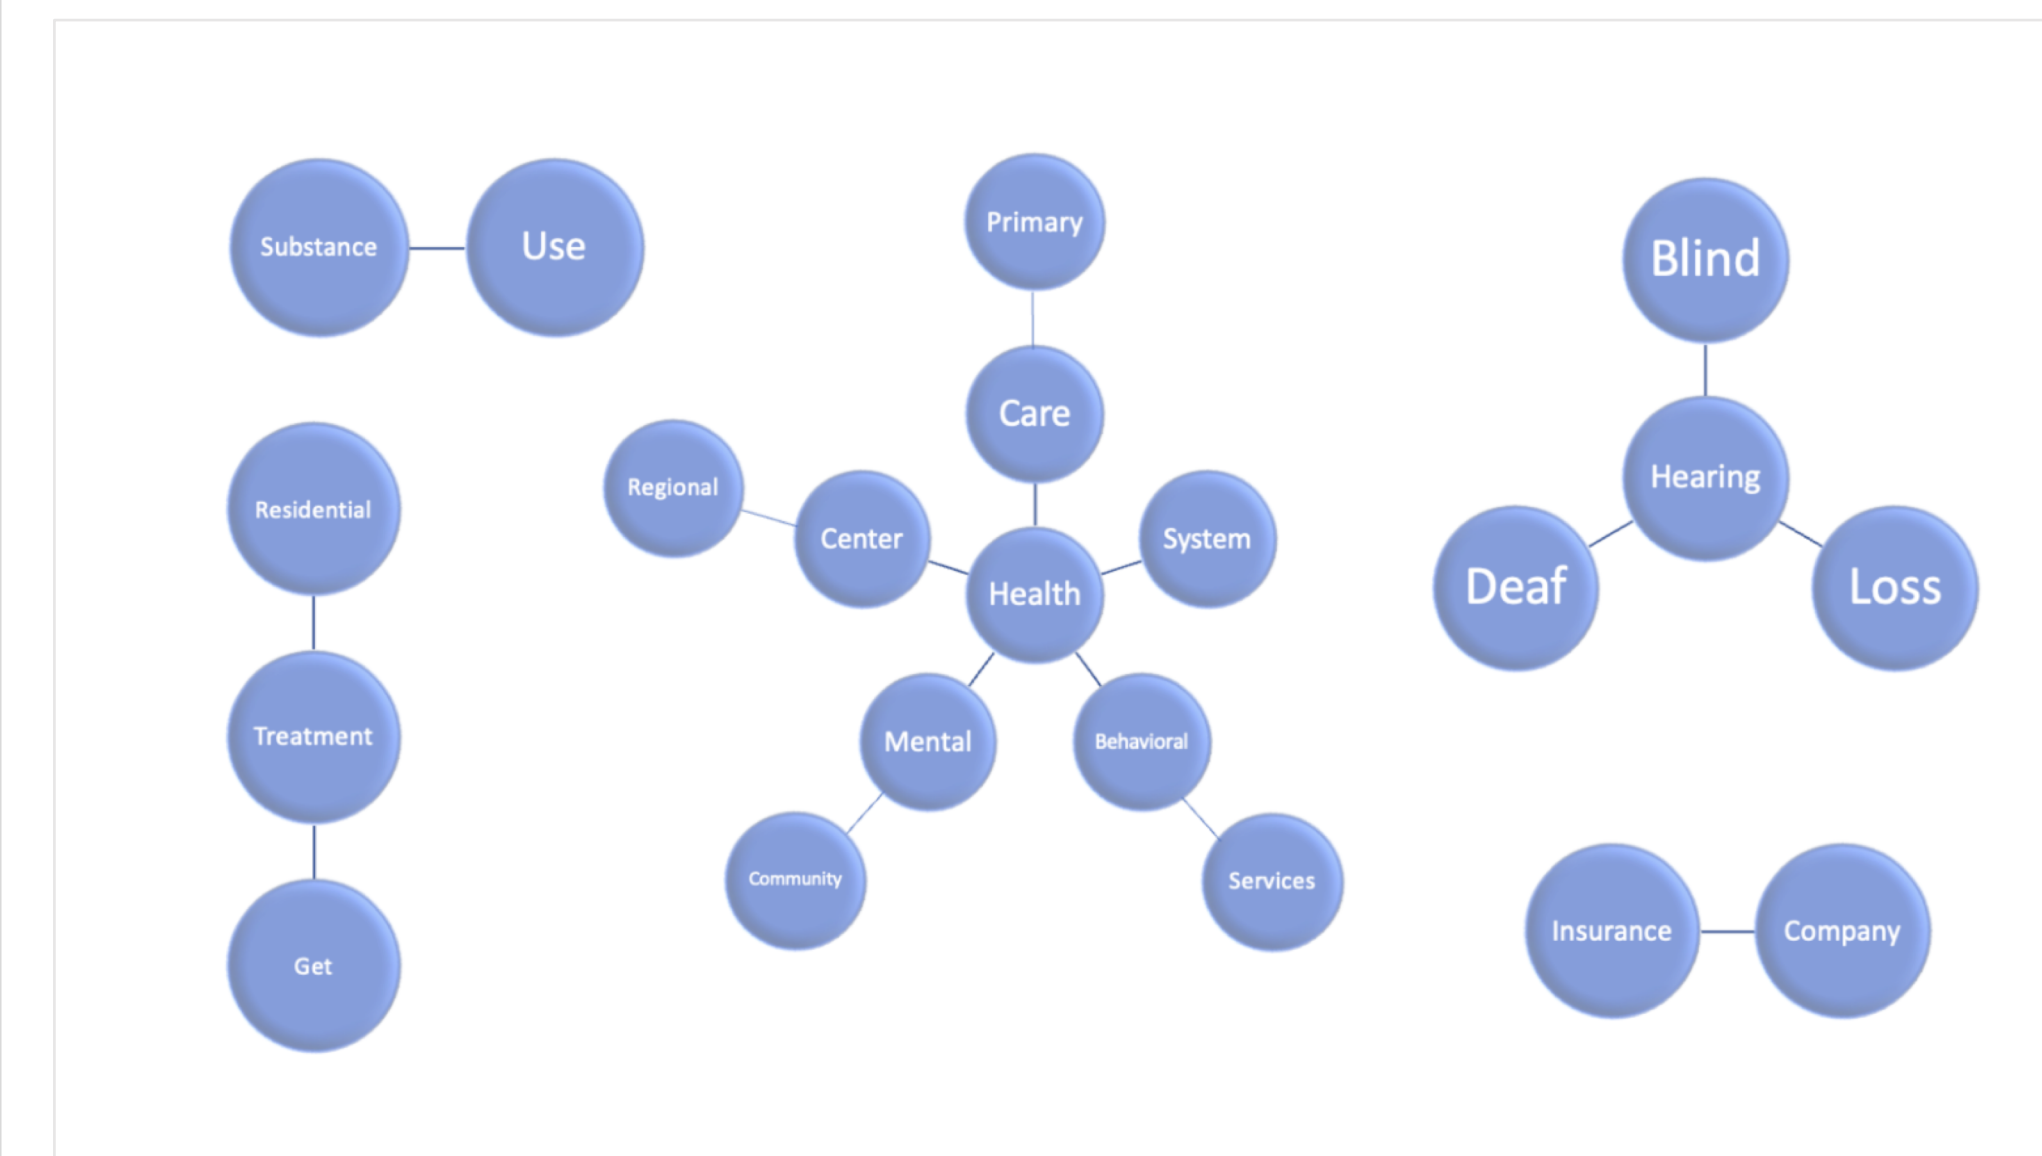 Substance
Use
Residential
Treatment
Get
Primary
Care
Regional
Center
System
Health
Mental
Behavioral
Community
Services
Blind
Hearing
Deaf
Loss
Insurance
Company